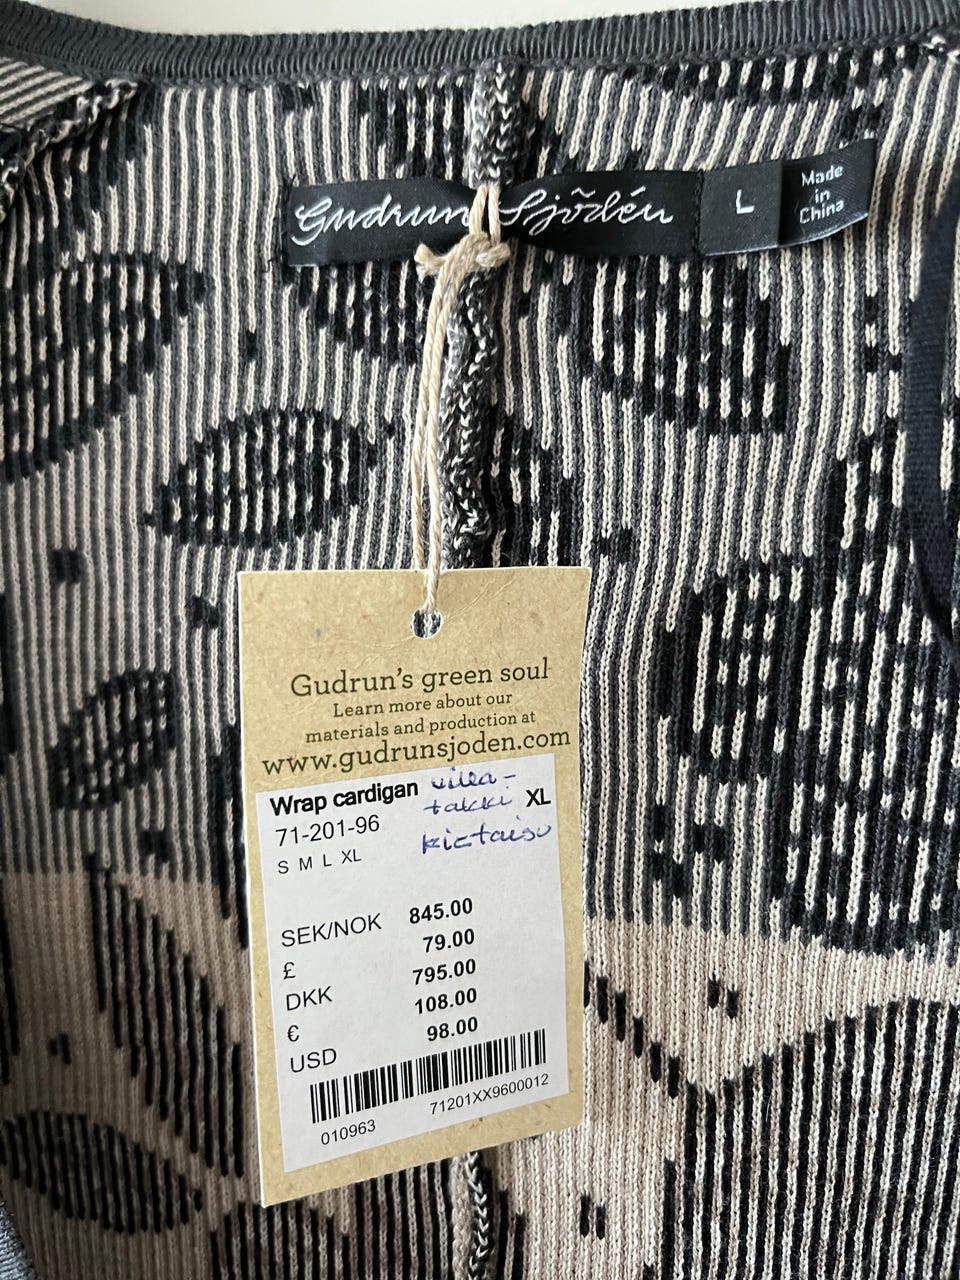 Gudrun Sjödén
L
Made
in
China
Gudrun's green soul
Learn more about our
materials and production at
www.gudrunsjoden.com
Wrap cardigan villa-
takki XL
71-201-96
kietaisu
S M L XL
SEK/NOK 845.00
£ 79.00
DKK 795.00
€ 108.00
USD 98.00
010963 71201XX9600012